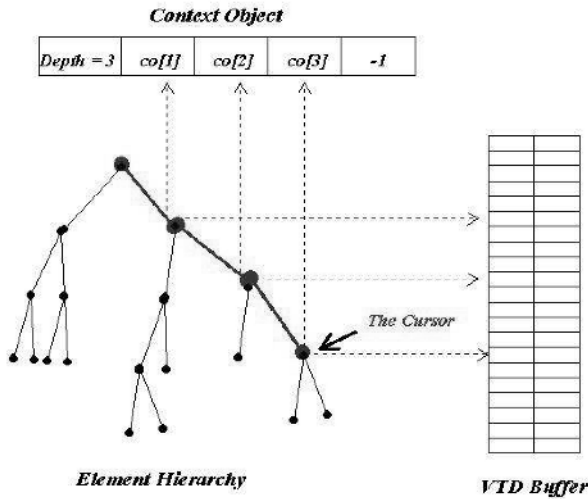 Context Object
Depth = 3 co[1] co[2] co[3] -1
The Cursor
Element Hierarchy
VTD Buffer